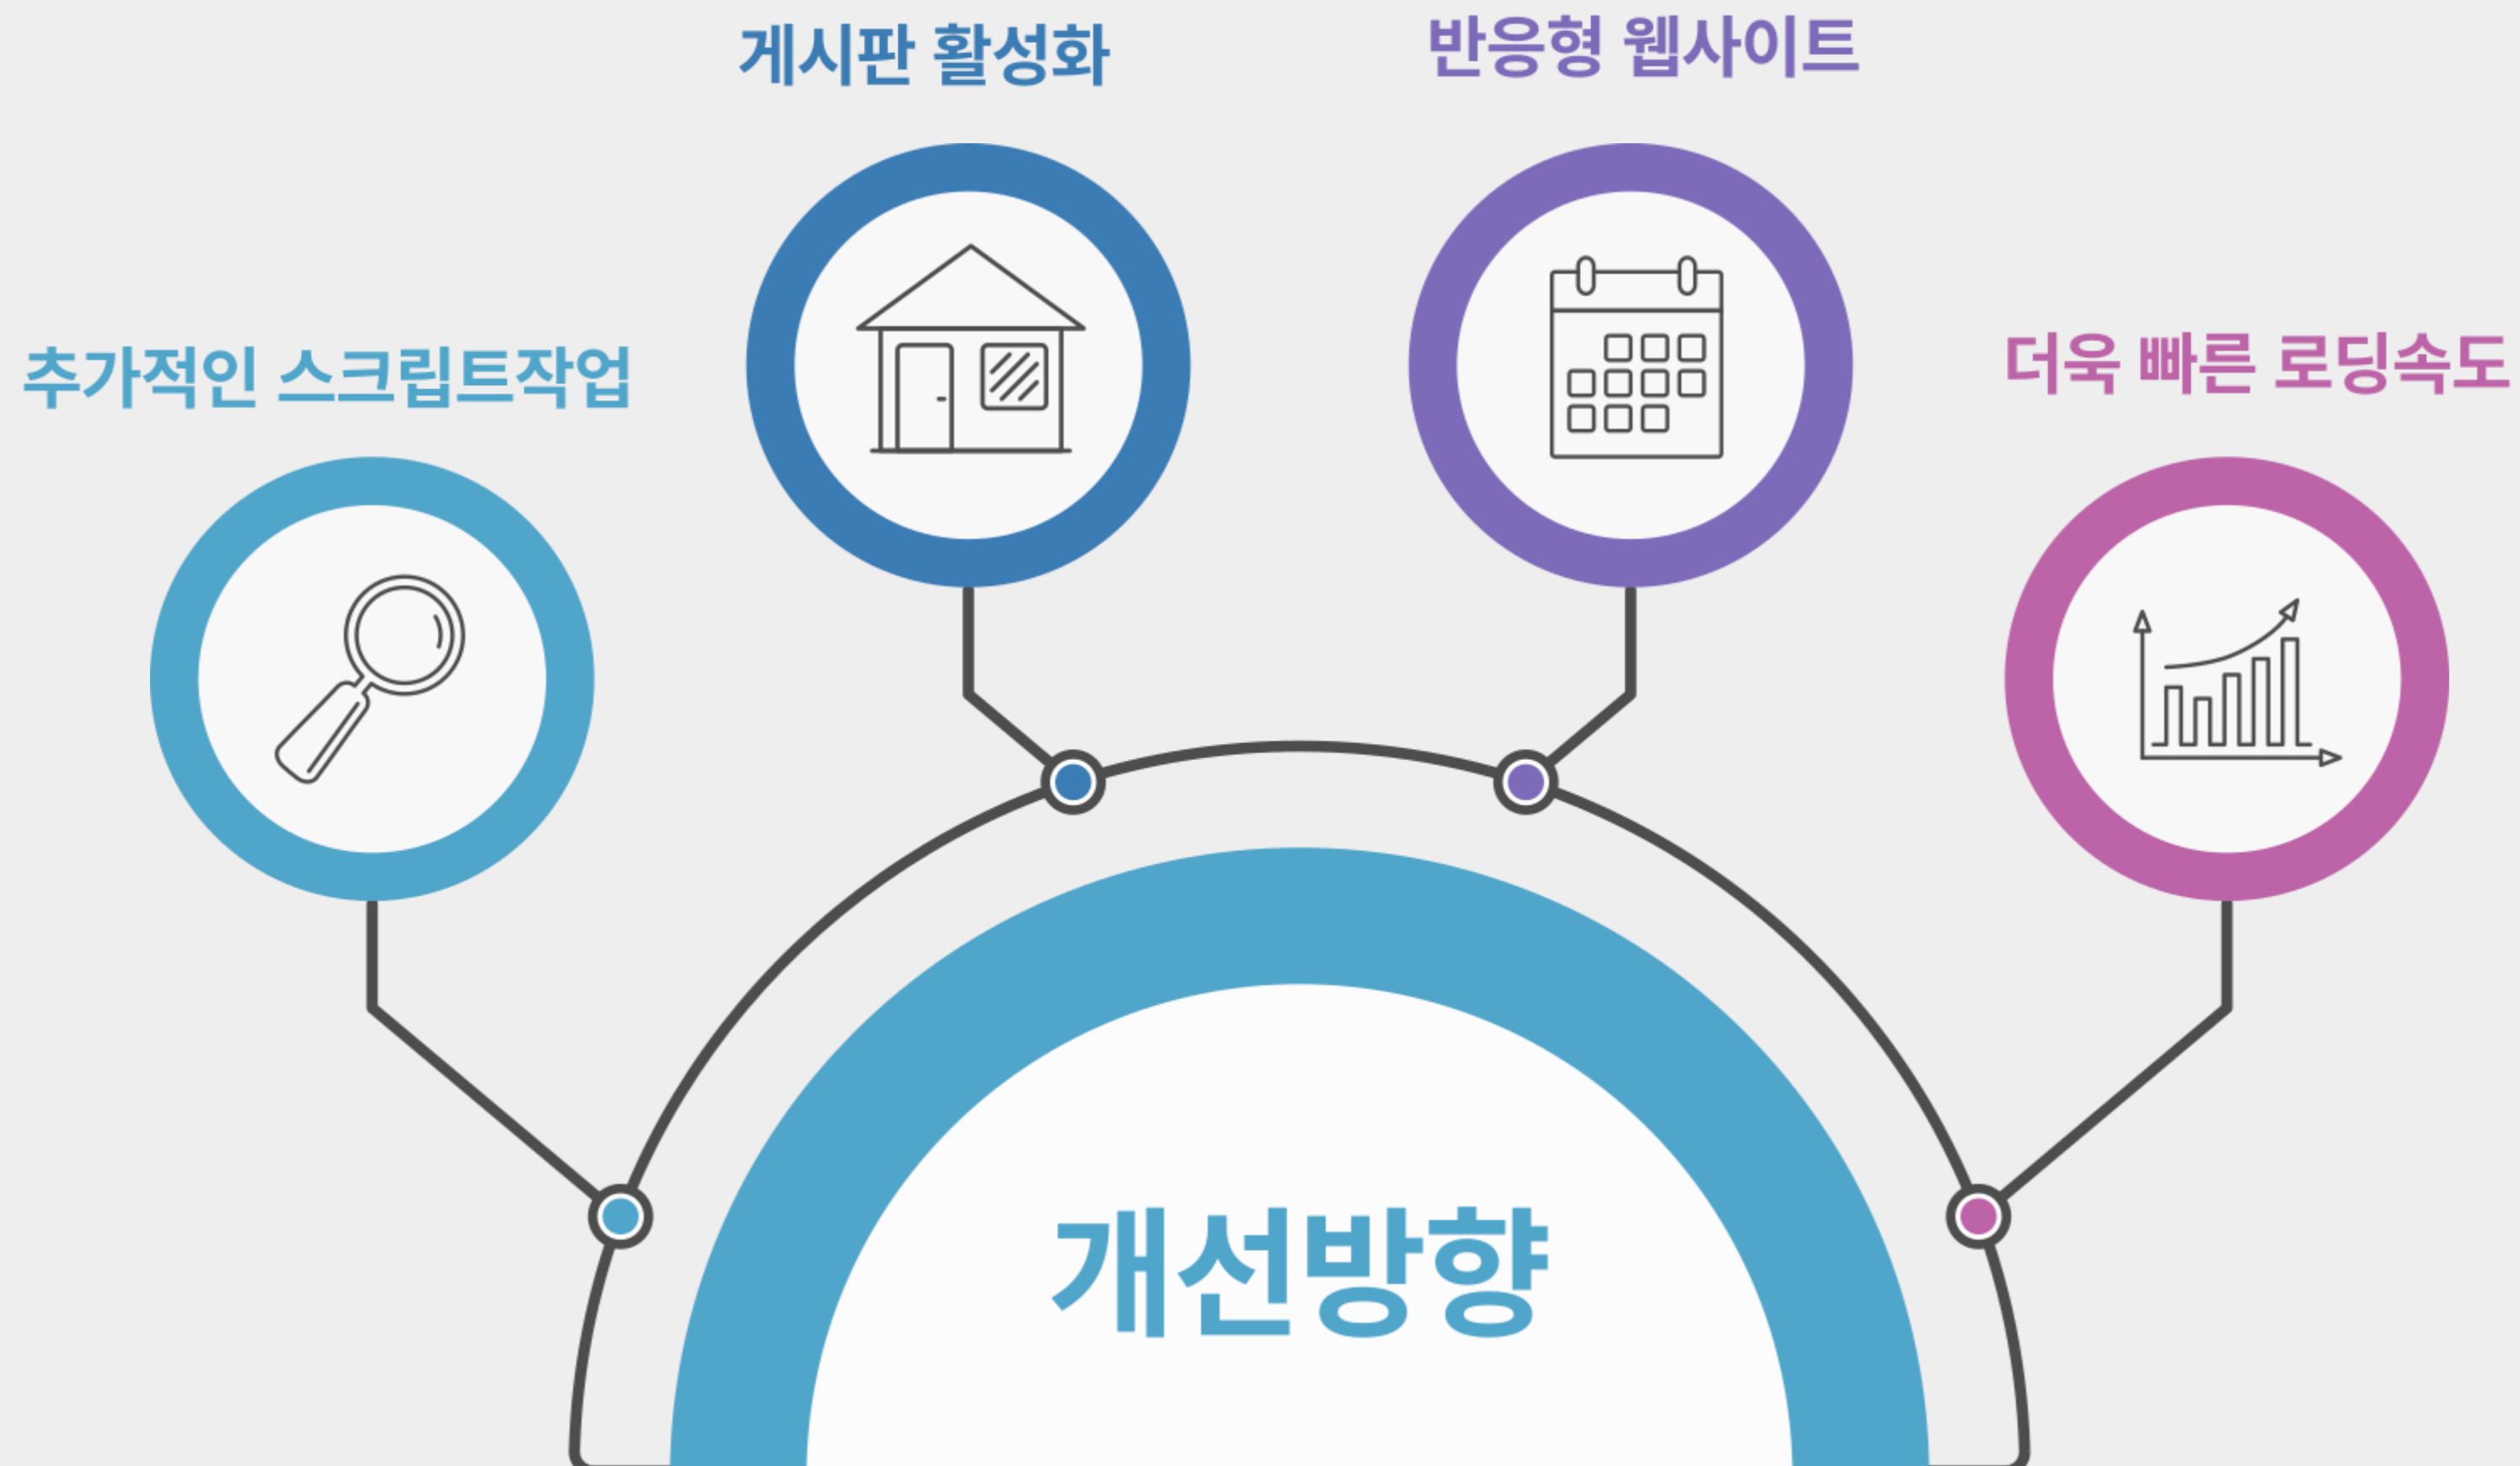 게시판 활성화
반응형 웹사이트
추가적인 스크립트작업
더욱 빠른 로딩속도
개선방향